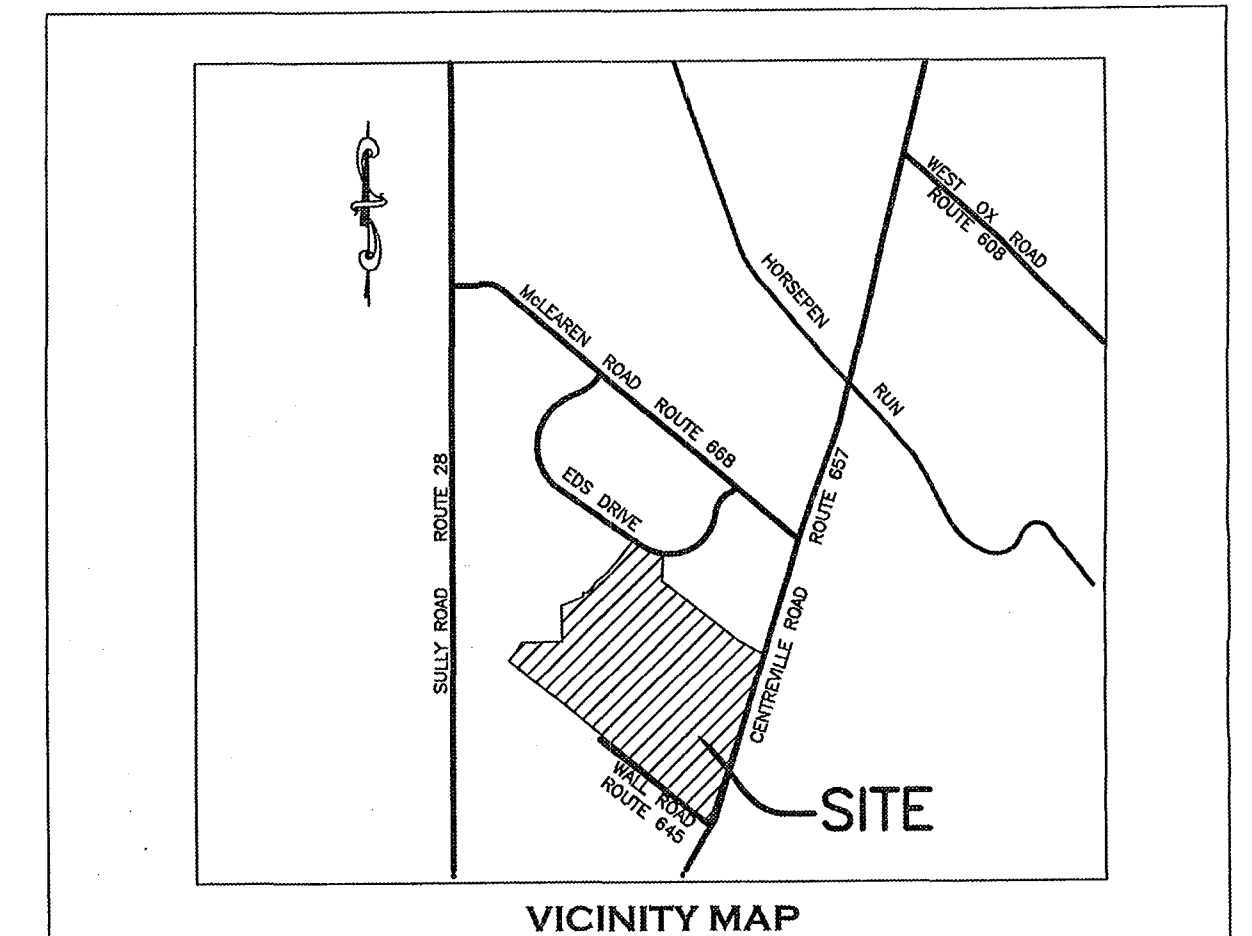 WEST OX ROAD
ROUTE 608
HORSEPEN RUN
McLEAREN ROAD ROUTE 668
EDS DRIVE
SULLY ROAD ROUTE 28
ROUTE 657
CENTREVILLE ROAD
WALL ROAD
ROUTE 645
SITE
VICINITY MAP